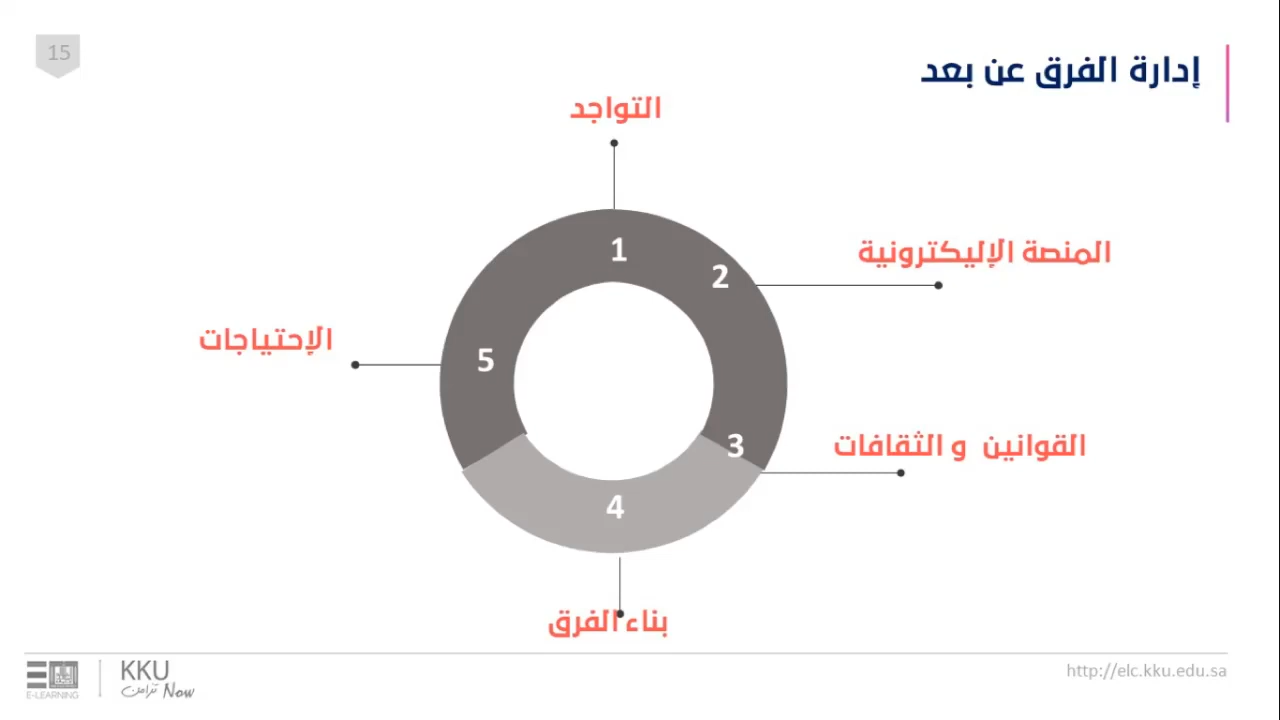 15
إدارة الفرق عن بعد
التواجد
المنصة الإليكترونية
القوانين و الثقافات
بناء الفرق
الإحتياجات
1
2
3
4
5
E-LEARNING
KKU
تزامن Now
http://elc.kku.edu.sa